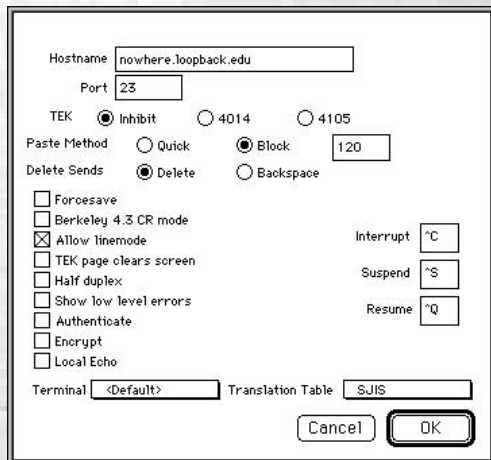 Hostname nowhere.loopback.edu
Port 23
TEK Inhibit 4014 4105
Paste Method Quick Block 120
Delete Sends Delete Backspace
Forcesave
Berkeley 4.3 CR mode
Allow linemode Interrupt ^C
TEK page clears screen
Half duplex Suspend ^S
Show low level errors Resume ^Q
Authenticate
Encrypt
Local Echo
Terminal <Default> Translation Table SJIS
Cancel OK